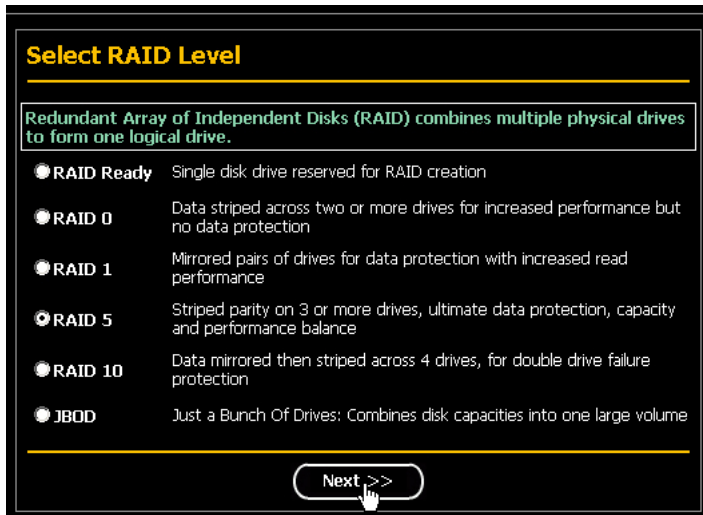 Select RAID Level
Redundant Array of Independent Disks (RAID) combines multiple physical drives
to form one logical drive.
RAID Ready Single disk drive reserved for RAID creation
RAID 0 Data striped across two or more drives for increased performance but
no data protection
RAID 1 Mirrored pairs of drives for data protection with increased read
performance
RAID 5 Striped parity on 3 or more drives, ultimate data protection, capacity
and performance balance
RAID 10 Data mirrored then striped across 4 drives, for double drive failure
protection
JBOD Just a Bunch Of Drives: Combines disk capacities into one large volume
Next >>